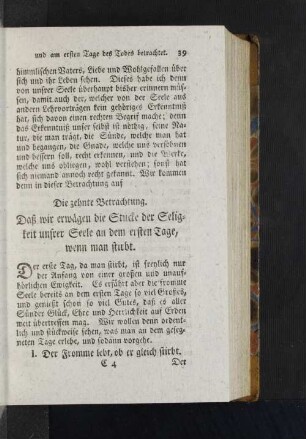 und am ersten Tage des Todes betrachtet. 39
himmlischen Vaters, Liebe und Wohlgefallen über
sich und ihr Leben sehen. Dieses habe ich denn
von unsrer Seele überhaupt bisher erinnern müs-
sen, damit auch der, welcher von der Seele aus
andern Lehrvorträgen kein gehörige Erkenntniß
hat, sich davon einen rechten Begrif mache; denn
das Erkenntniß unser selbst ist nöthig, seine Na-
tur, die man trägt, die Sünde, welche man hat
und begangen, die Gnade, welche uns versöhnen
und bessern soll, recht erkennen, und die Werke,
welche uns obliegen, wohl verstehen; sonst hat
sich niemand annoch recht gekannt. Wir kommen
denn in dieser Betrachtung auf
Die zehnte Betrachtung.
Daß wir erwägen die Stücke der Selig-
keit unsrer Seele an dem ersten Tage,
wenn man stirbt.
Der erste Tag, da man stirbt, ist freylich nur
der Anfang von einer großen und unauf-
hörlichen Ewigkeit. Es erfährt aber die fromme
Seele bereits an dem ersten Tage so viel Großes,
und genießt schon so viel Gutes, daß es aller
Sünder Glück, Ehre und Herrlichkeit auf Erden
weit übertreffen mag. Wir wollen denn ordent-
lich und stückweise sehen, was man an dem geseg-
neten Tage erlebe, und sodann vorgehe.
I. Der Fromme lebt, ob er gleich stirbt.
C 4 Der